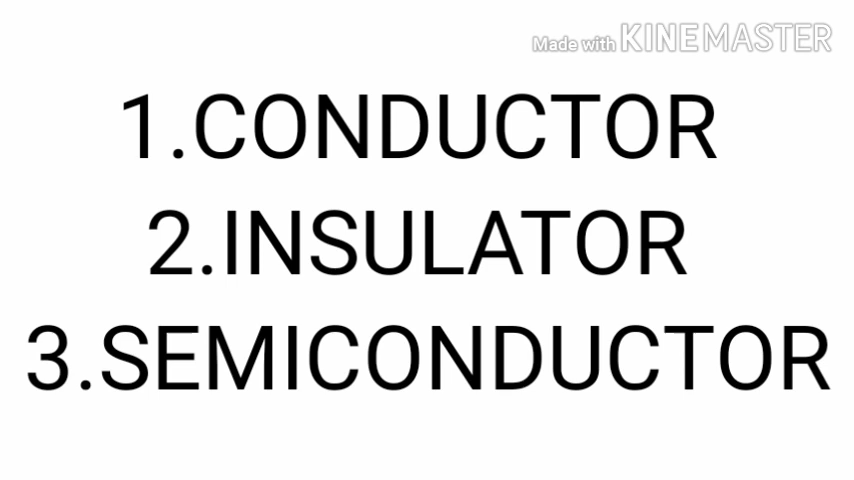 Made with KINEMASTER
1.CONDUCTOR
2.INSULATOR
3.SEMICONDUCTOR